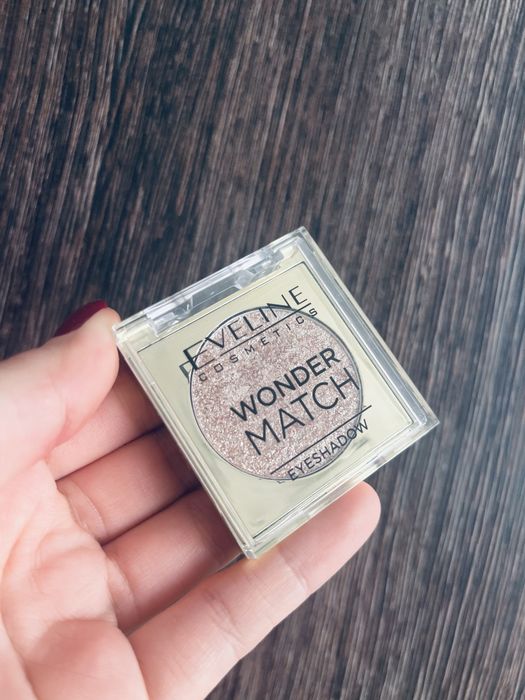 EVELINE
COSMETICS
WONDER
MATCH
EYESHADOW